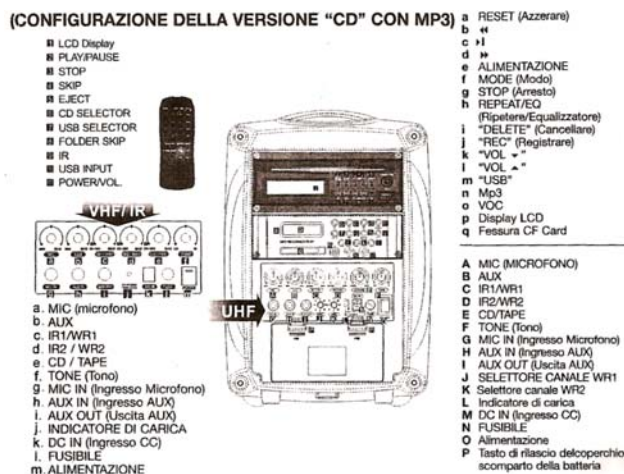 (CONFIGURAZIONE DELLA VERSIONE “CD” CON MP3)
LCD Display
PLAY/PAUSE
STOP
SKIP
EJECT
CD SELECTOR
USB SELECTOR
FOLDER SKIP
IR
USB INPUT
POWER/VOL.
VHF/IR
UHF
a. MIC (microfono)
b. AUX
c. IR1/WR1
d. IR2 / WR2
e. CD / TAPE
f. TONE (Tono)
g. MIC IN (Ingresso Microfono)
h. AUX IN (Ingresso AUX)
i. AUX OUT (Uscita AUX)
j. INDICATORE DI CARICA
k. DC IN (Ingresso CC)
l. FUSIBILE
m. ALIMENTAZIONE
a RESET (Azzerare)
b ◂◂
c ▸|
d ▸▸
e ALIMENTAZIONE
f MODE (Modo)
g STOP (Arresto)
h REPEAT/EQ
(Ripetere/Equalizzatore)
i “DELETE” (Cancellare)
j “REC” (Registrare)
k “VOL ▾”
l “VOL ▴”
m “USB”
n Mp3
o VOC
p Display LCD
q Fessura CF Card
A MIC (MICROFONO)
B AUX
C IR1/WR1
D IR2/WR2
E CD/TAPE
F TONE (Tono)
G MIC IN (Ingresso Microfono)
H AUX IN (Ingresso AUX)
I AUX OUT (Uscita AUX)
J SELETTORE CANALE WR1
K Selettore canale WR2
L Indicatore di carica
M DC IN (Ingresso CC)
N FUSIBILE
O Alimentazione
P Tasto di rilascio delcoperchio
scomparto della batteria